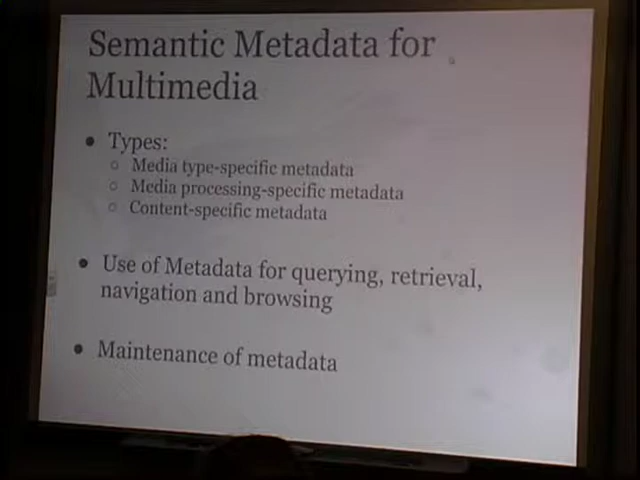 Semantic Metadata for
Multimedia
• Types:
○ Media type-specific metadata
○ Media processing-specific metadata
○ Content-specific metadata
• Use of Metadata for querying, retrieval,
navigation and browsing
• Maintenance of metadata